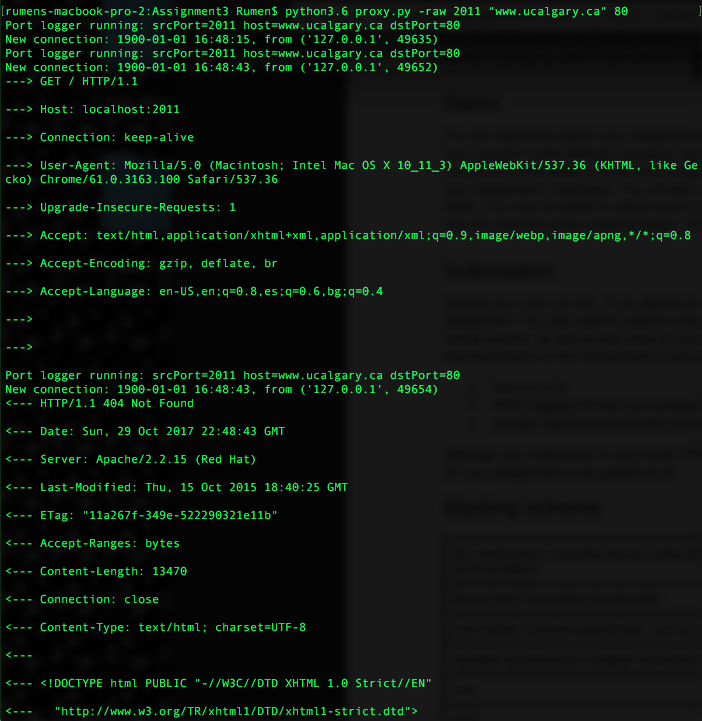 [rumens-macbook-pro-2:Assignment3 Rumen$ python3.6 proxy.py -raw 2011 "www.ucalgary.ca" 80 ]
Port logger running: srcPort=2011 host=www.ucalgary.ca dstPort=80
New connection: 1900-01-01 16:48:15, from ('127.0.0.1', 49635)
Port logger running: srcPort=2011 host=www.ucalgary.ca dstPort=80
New connection: 1900-01-01 16:48:43, from ('127.0.0.1', 49652)
---> GET / HTTP/1.1
---> Host: localhost:2011
---> Connection: keep-alive
---> User-Agent: Mozilla/5.0 (Macintosh; Intel Mac OS X 10_11_3) AppleWebKit/537.36 (KHTML, like Ge
cko) Chrome/61.0.3163.100 Safari/537.36
---> Upgrade-Insecure-Requests: 1
---> Accept: text/html,application/xhtml+xml,application/xml;q=0.9,image/webp,image/apng,*/*;q=0.8
---> Accept-Encoding: gzip, deflate, br
---> Accept-Language: en-US,en;q=0.8,es;q=0.6,bg;q=0.4
--->
--->
Port logger running: srcPort=2011 host=www.ucalgary.ca dstPort=80
New connection: 1900-01-01 16:48:43, from ('127.0.0.1', 49654)
<--- HTTP/1.1 404 Not Found
<--- Date: Sun, 29 Oct 2017 22:48:43 GMT
<--- Server: Apache/2.2.15 (Red Hat)
<--- Last-Modified: Thu, 15 Oct 2015 18:40:25 GMT
<--- ETag: "11a267f-349e-522290321e11b"
<--- Accept-Ranges: bytes
<--- Content-Length: 13470
<--- Connection: close
<--- Content-Type: text/html; charset=UTF-8
<---
<--- <!DOCTYPE html PUBLIC "-//W3C//DTD XHTML 1.0 Strict//EN"
<---   "http://www.w3.org/TR/xhtml1/DTD/xhtml1-strict.dtd">